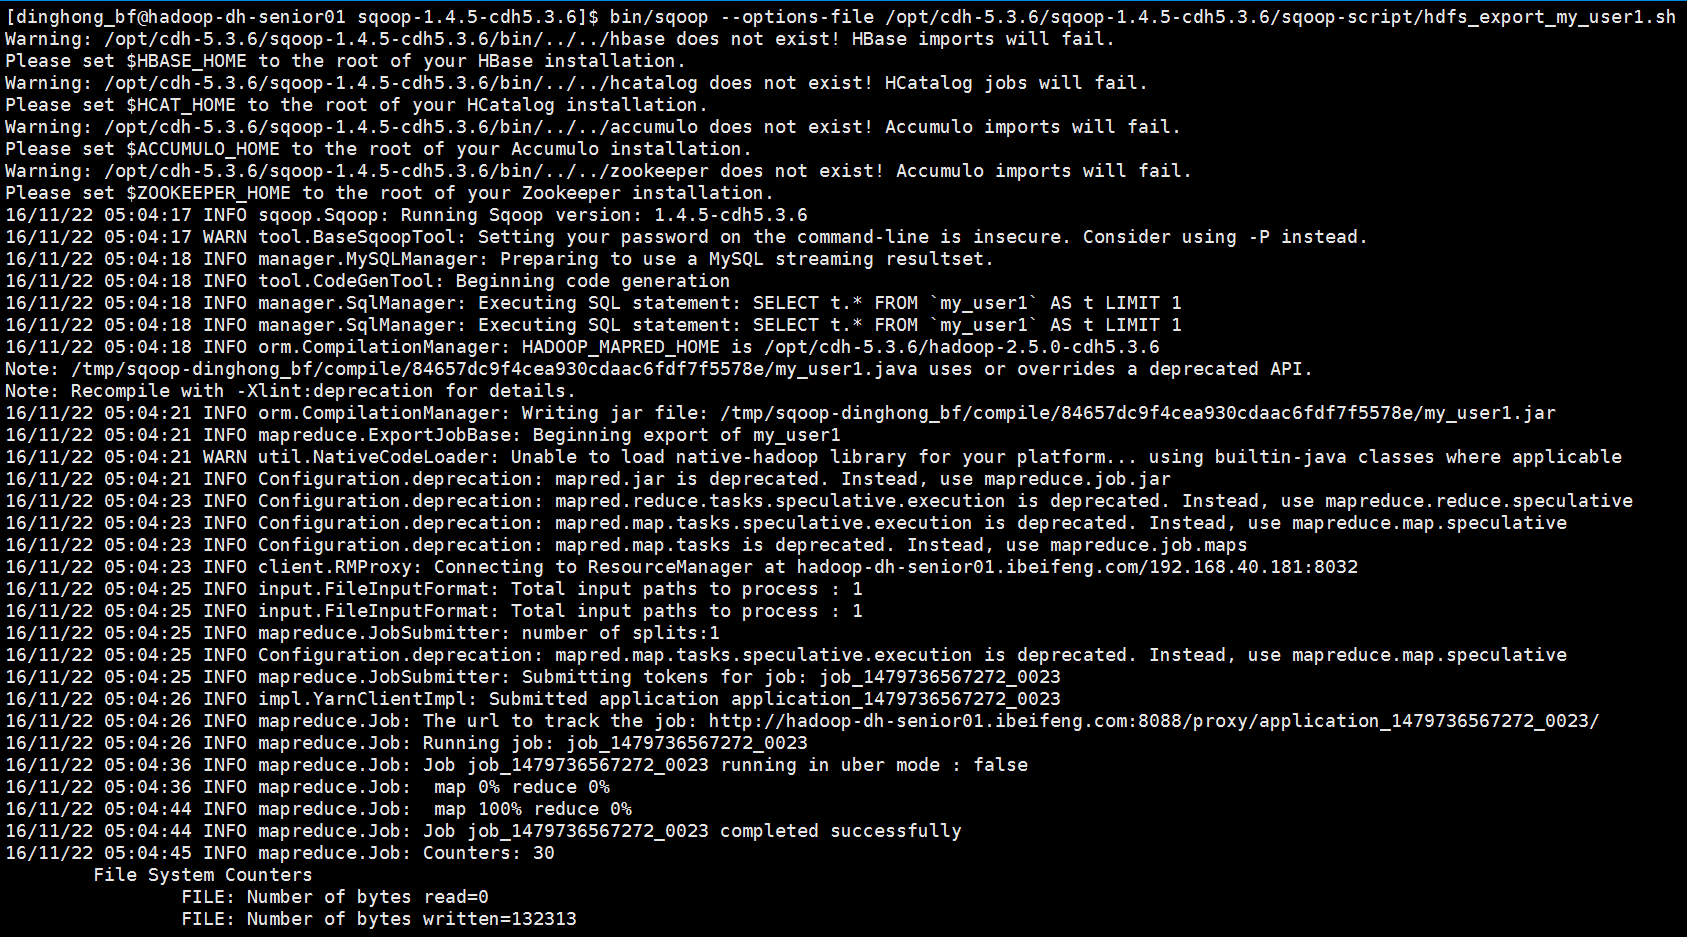 [dinghong_bf@hadoop-dh-senior01 sqoop-1.4.5-cdh5.3.6]$ bin/sqoop --options-file /opt/cdh-5.3.6/sqoop-1.4.5-cdh5.3.6/sqoop-script/hdfs_export_my_user1.sh
Warning: /opt/cdh-5.3.6/sqoop-1.4.5-cdh5.3.6/bin/../../hbase does not exist! HBase imports will fail.
Please set $HBASE_HOME to the root of your HBase installation.
Warning: /opt/cdh-5.3.6/sqoop-1.4.5-cdh5.3.6/bin/../../hcatalog does not exist! HCatalog jobs will fail.
Please set $HCAT_HOME to the root of your HCatalog installation.
Warning: /opt/cdh-5.3.6/sqoop-1.4.5-cdh5.3.6/bin/../../accumulo does not exist! Accumulo imports will fail.
Please set $ACCUMULO_HOME to the root of your Accumulo installation.
Warning: /opt/cdh-5.3.6/sqoop-1.4.5-cdh5.3.6/bin/../../zookeeper does not exist! Accumulo imports will fail.
Please set $ZOOKEEPER_HOME to the root of your Zookeeper installation.
16/11/22 05:04:17 INFO sqoop.Sqoop: Running Sqoop version: 1.4.5-cdh5.3.6
16/11/22 05:04:17 WARN tool.BaseSqoopTool: Setting your password on the command-line is insecure. Consider using -P instead.
16/11/22 05:04:18 INFO manager.MySQLManager: Preparing to use a MySQL streaming resultset.
16/11/22 05:04:18 INFO tool.CodeGenTool: Beginning code generation
16/11/22 05:04:18 INFO manager.SqlManager: Executing SQL statement: SELECT t.* FROM `my_user1` AS t LIMIT 1
16/11/22 05:04:18 INFO manager.SqlManager: Executing SQL statement: SELECT t.* FROM `my_user1` AS t LIMIT 1
16/11/22 05:04:18 INFO orm.CompilationManager: HADOOP_MAPRED_HOME is /opt/cdh-5.3.6/hadoop-2.5.0-cdh5.3.6
Note: /tmp/sqoop-dinghong_bf/compile/84657dc9f4cea930cdaac6fdf7f5578e/my_user1.java uses or overrides a deprecated API.
Note: Recompile with -Xlint:deprecation for details.
16/11/22 05:04:21 INFO orm.CompilationManager: Writing jar file: /tmp/sqoop-dinghong_bf/compile/84657dc9f4cea930cdaac6fdf7f5578e/my_user1.jar
16/11/22 05:04:21 INFO mapreduce.ExportJobBase: Beginning export of my_user1
16/11/22 05:04:21 WARN util.NativeCodeLoader: Unable to load native-hadoop library for your platform... using builtin-java classes where applicable
16/11/22 05:04:21 INFO Configuration.deprecation: mapred.jar is deprecated. Instead, use mapreduce.job.jar
16/11/22 05:04:23 INFO Configuration.deprecation: mapred.reduce.tasks.speculative.execution is deprecated. Instead, use mapreduce.reduce.speculative
16/11/22 05:04:23 INFO Configuration.deprecation: mapred.map.tasks.speculative.execution is deprecated. Instead, use mapreduce.map.speculative
16/11/22 05:04:23 INFO Configuration.deprecation: mapred.map.tasks is deprecated. Instead, use mapreduce.job.maps
16/11/22 05:04:23 INFO client.RMProxy: Connecting to ResourceManager at hadoop-dh-senior01.ibeifeng.com/192.168.40.181:8032
16/11/22 05:04:25 INFO input.FileInputFormat: Total input paths to process : 1
16/11/22 05:04:25 INFO input.FileInputFormat: Total input paths to process : 1
16/11/22 05:04:25 INFO mapreduce.JobSubmitter: number of splits:1
16/11/22 05:04:25 INFO Configuration.deprecation: mapred.map.tasks.speculative.execution is deprecated. Instead, use mapreduce.map.speculative
16/11/22 05:04:25 INFO mapreduce.JobSubmitter: Submitting tokens for job: job_1479736567272_0023
16/11/22 05:04:26 INFO impl.YarnClientImpl: Submitted application application_1479736567272_0023
16/11/22 05:04:26 INFO mapreduce.Job: The url to track the job: http://hadoop-dh-senior01.ibeifeng.com:8088/proxy/application_1479736567272_0023/
16/11/22 05:04:26 INFO mapreduce.Job: Running job: job_1479736567272_0023
16/11/22 05:04:36 INFO mapreduce.Job: Job job_1479736567272_0023 running in uber mode : false
16/11/22 05:04:36 INFO mapreduce.Job:  map 0% reduce 0%
16/11/22 05:04:44 INFO mapreduce.Job:  map 100% reduce 0%
16/11/22 05:04:44 INFO mapreduce.Job: Job job_1479736567272_0023 completed successfully
16/11/22 05:04:45 INFO mapreduce.Job: Counters: 30
File System Counters
FILE: Number of bytes read=0
FILE: Number of bytes written=132313